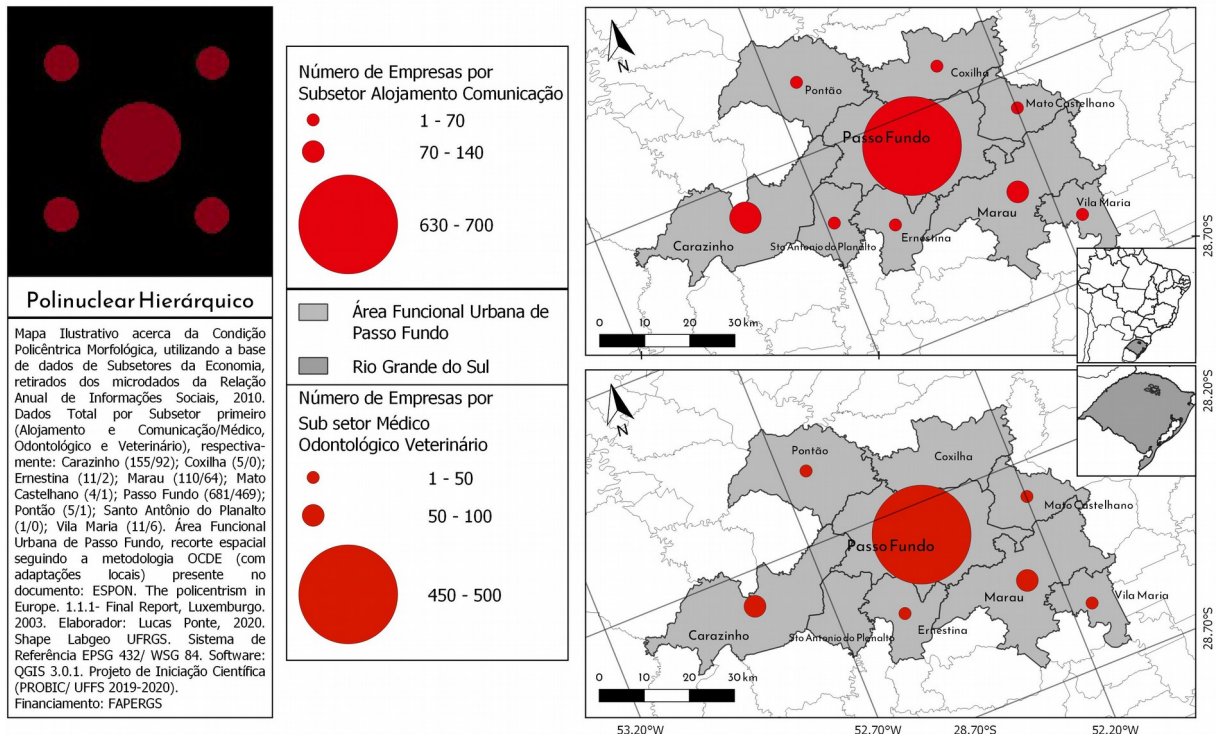 Polinuclear Hierárquico
Mapa Ilustrativo acerca da Condição
Policêntrica Morfológica, utilizando a base
de dados de Subsetores da Economia,
retirados dos microdados da Relação
Anual de Informações Sociais, 2010.
Dados Total por Subsetor primeiro
(Alojamento e Comunicação/Médico,
Odontológico e Veterinário), respectiva-
mente: Carazinho (155/92); Coxilha (5/0);
Ernestina (11/2); Marau (110/64); Mato
Castelhano (4/1); Passo Fundo (681/469);
Pontão (5/1); Santo Antônio do Planalto
(1/0); Vila Maria (11/6). Área Funcional
Urbana de Passo Fundo, recorte espacial
seguindo a metodologia OCDE (com
adaptações locais) presente no
documento: ESPON. The policentrism in
Europe. 1.1.1- Final Report, Luxemburgo.
2003. Elaborador: Lucas Ponte, 2020.
Shape Labgeo UFRGS. Sistema de
Referência EPSG 432/ WSG 84. Software:
QGIS 3.0.1. Projeto de Iniciação Científica
(PROBIC/ UFFS 2019-2020).
Financiamento: FAPERGS
Número de Empresas por
Subsetor Alojamento Comunicação
1 - 70
70 - 140
630 - 700
Área Funcional Urbana de
Passo Fundo
Rio Grande do Sul
Número de Empresas por
Sub setor Médico
Odontológico Veterinário
1 - 50
50 - 100
450 - 500
N
Coxilha
Pontão
Mato Castelhano
Passo Fundo
Vila Maria
Marau
Ernestina
Sto Antonio do Planalto
Carazinho
0 10 20 30 km
28.70°S
N
Pontão
Coxilha
Mato Castelhano
Passo Fundo
Vila Maria
Marau
Ernestina
Sto Antonio do Planalto
Carazinho
0 10 20 30 km
28.20°S
28.70°S
53.20°W 52.70°W 28.70°S 52.20°W